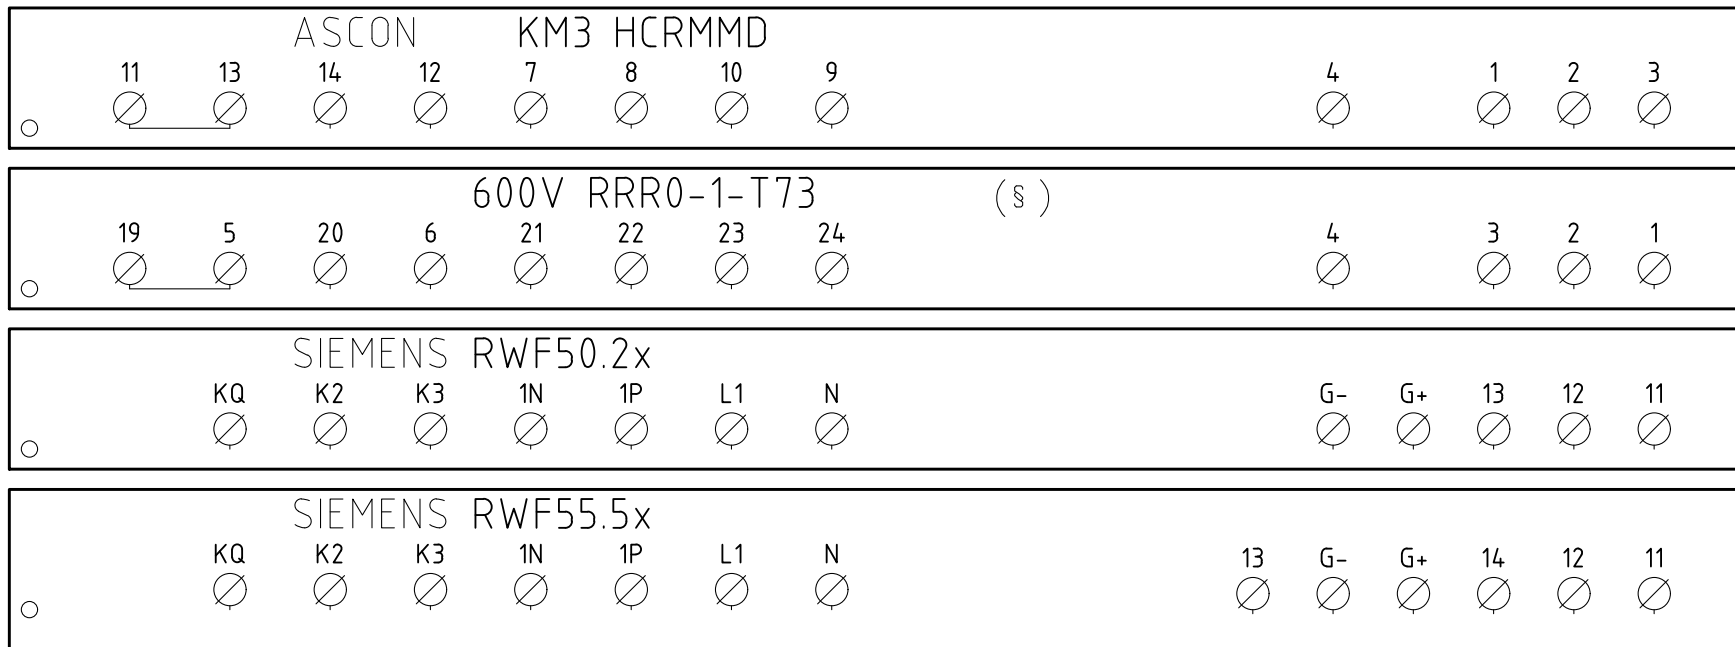 ASCON KM3 HCRMMD
11 13 14 12 7 8 10 9 4 1 2 3
600V RRR0-1-T73 (§)
19 5 20 6 21 22 23 24 4 3 2 1
SIEMENS RWF50.2x
KQ K2 K3 1N 1P L1 N G- G+ 13 12 11
SIEMENS RWF55.5x
KQ K2 K3 1N 1P L1 N 13 G- G+ 14 12 11